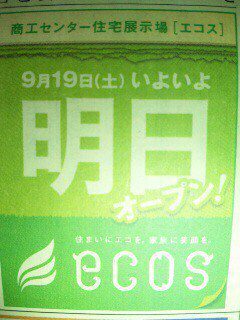 商工センター住宅展示場［エコス］
9月19日(土)いよいよ
明日
オープン!
住まいにエコを、家族に笑顔を。
ecos